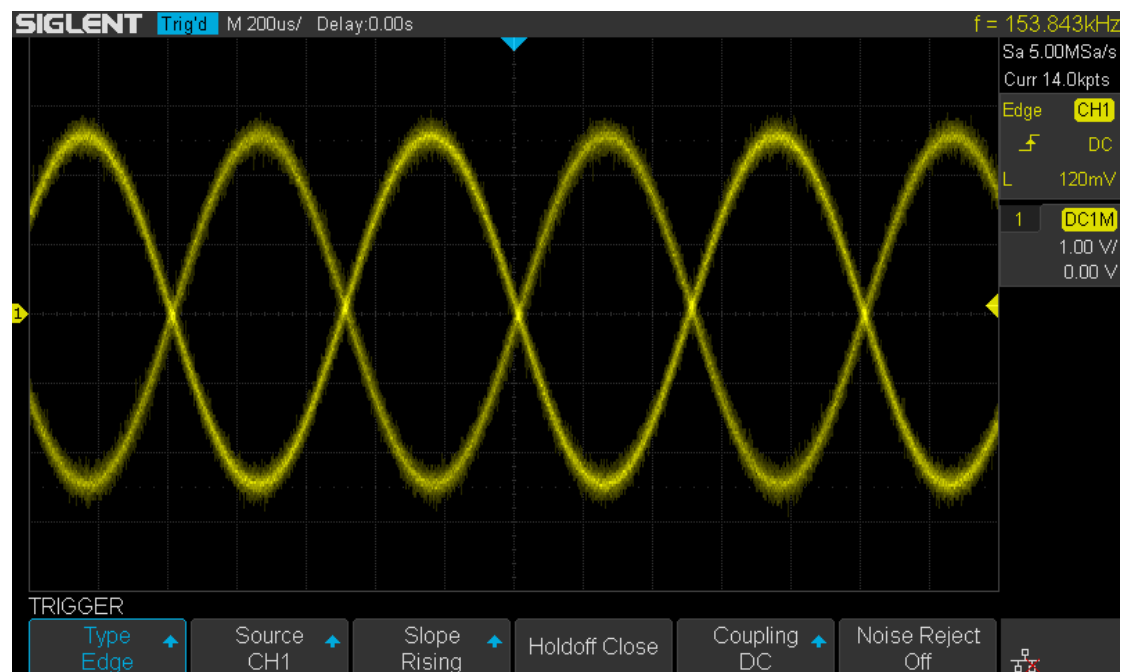 SIGLENT Trig'd M 200us/ Delay:0.00s f = 153.843kHz
Sa 5.00MSa/s
Curr 14.0kpts
Edge CH1
DC
L 120mV
1 DC1M
1.00 V/
0.00 V
1
TRIGGER
Type
Edge
Source
CH1
Slope
Rising
Holdoff Close
Coupling
DC
Noise Reject
Off